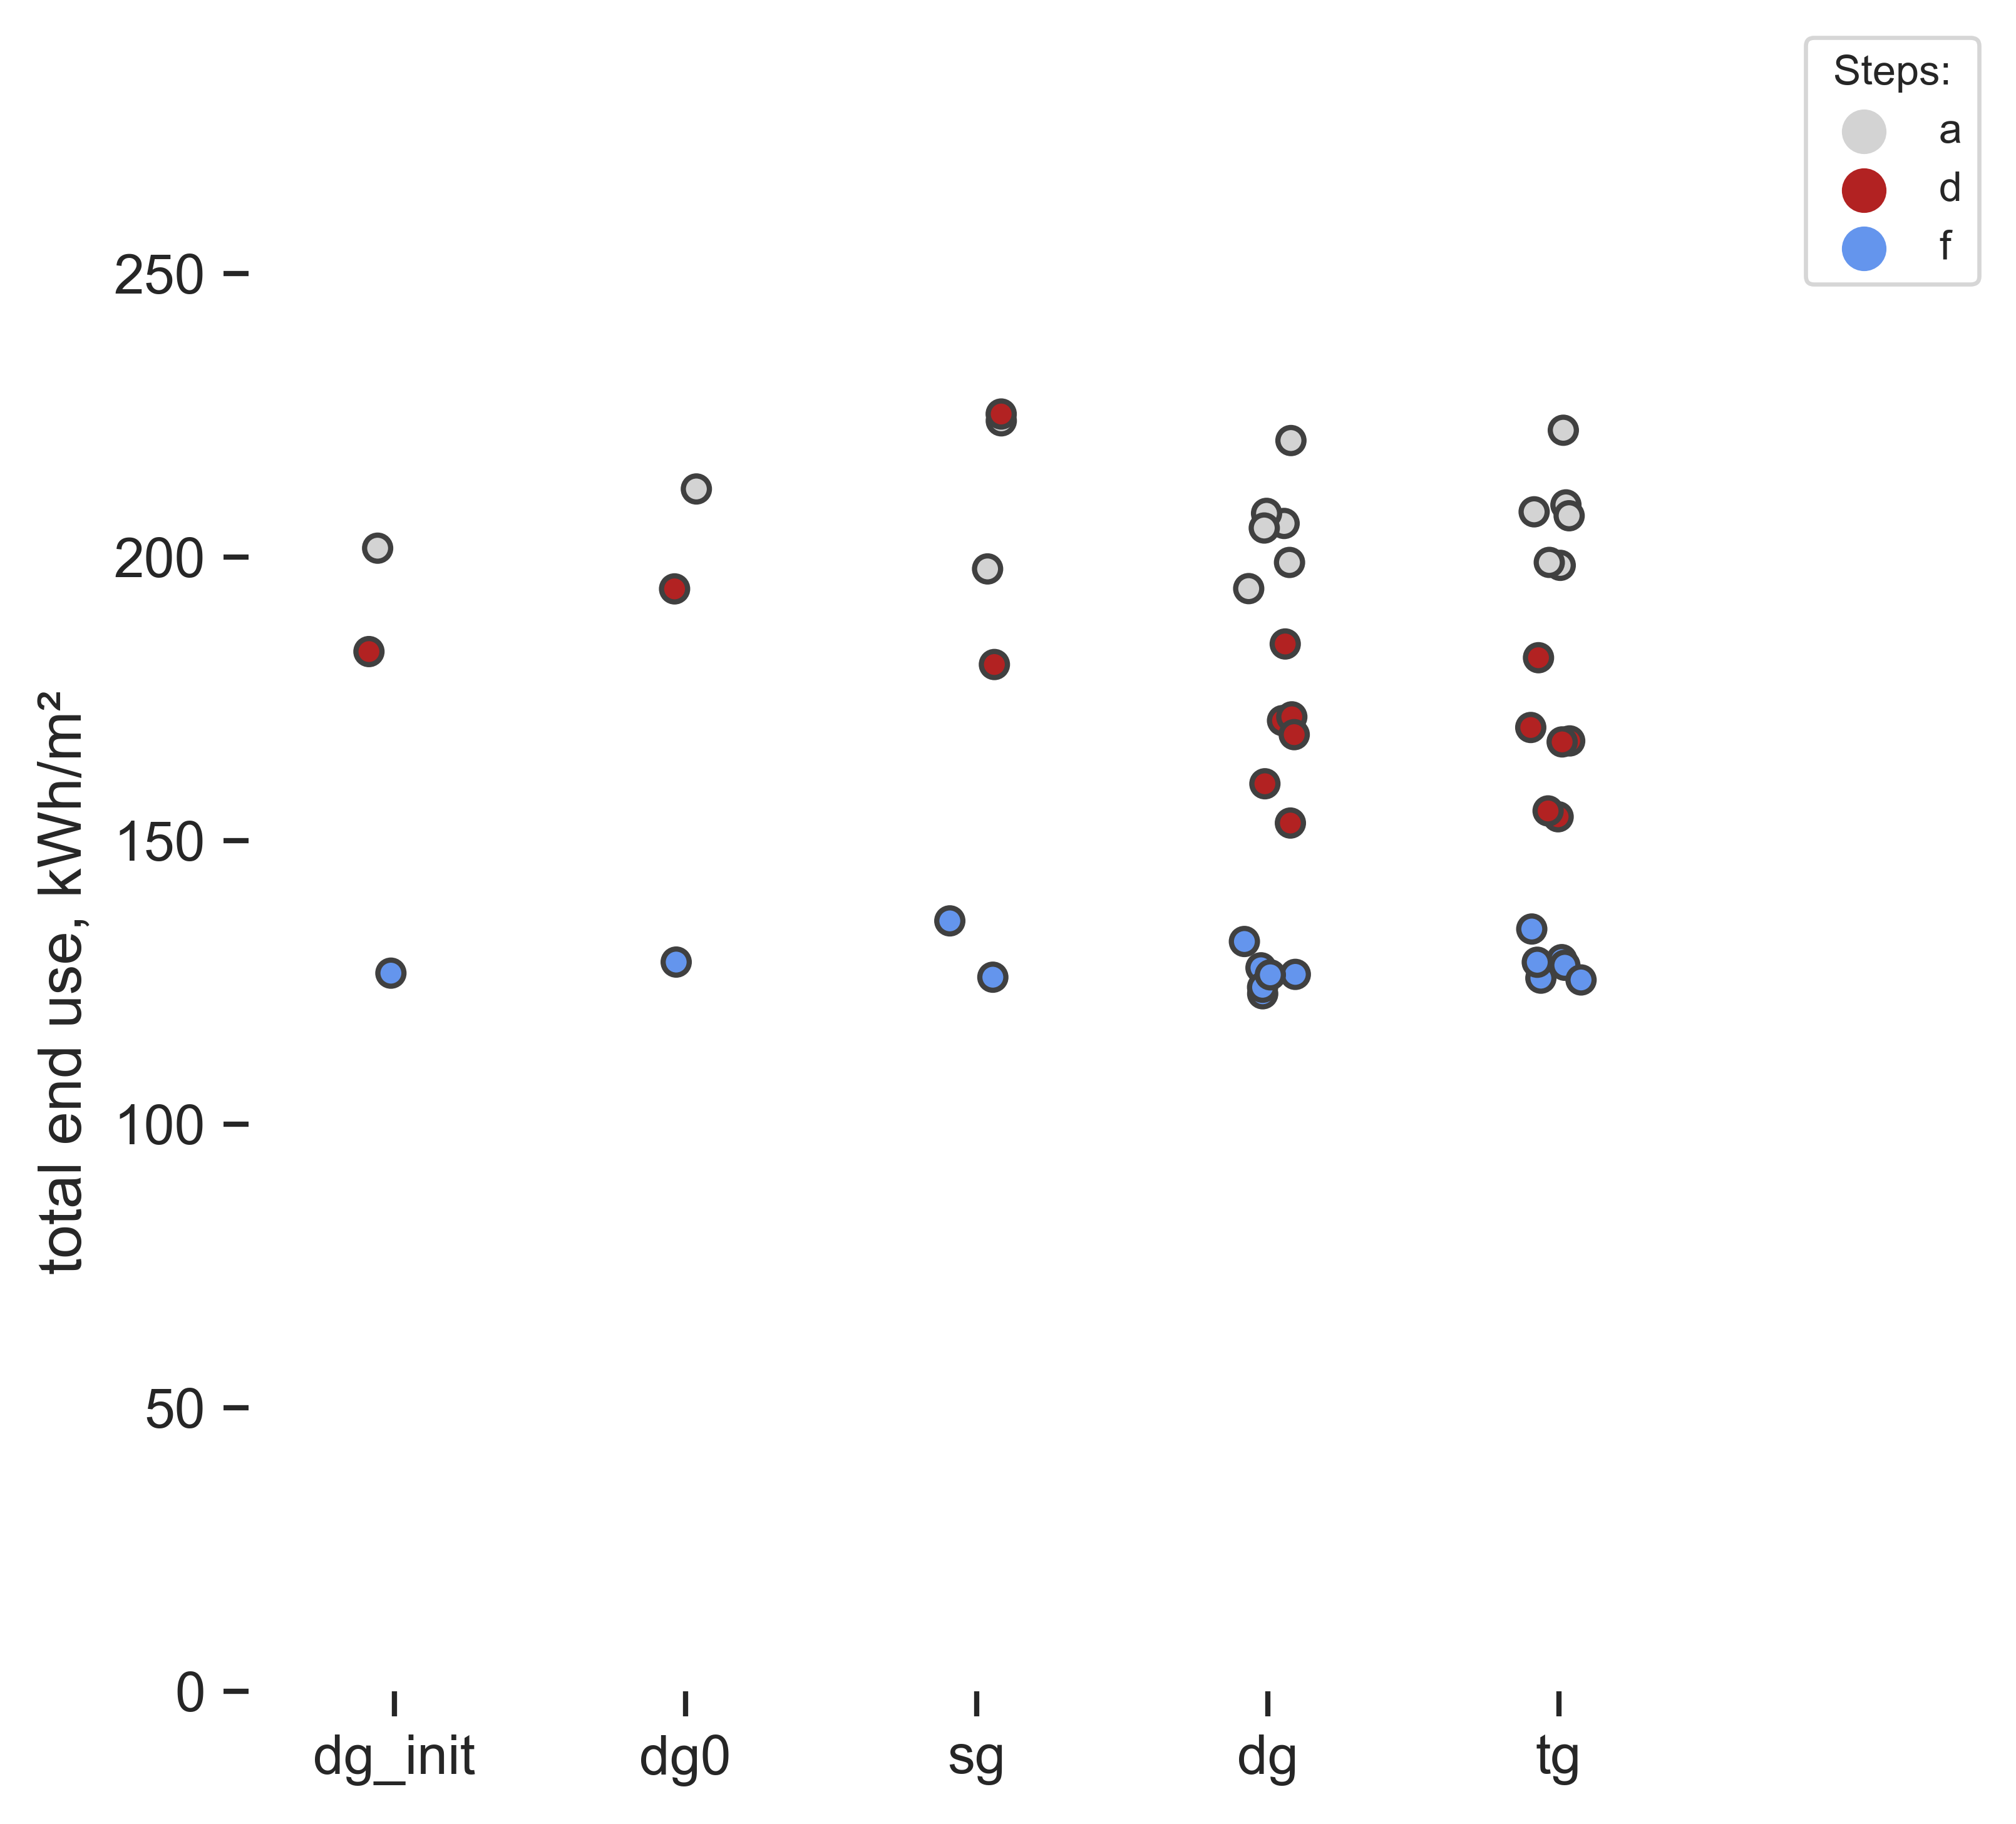 Steps:
a
d
f
250
200
150
100
50
0
total end use, kWh/m²
dg_init
dg0
sg
dg
tg